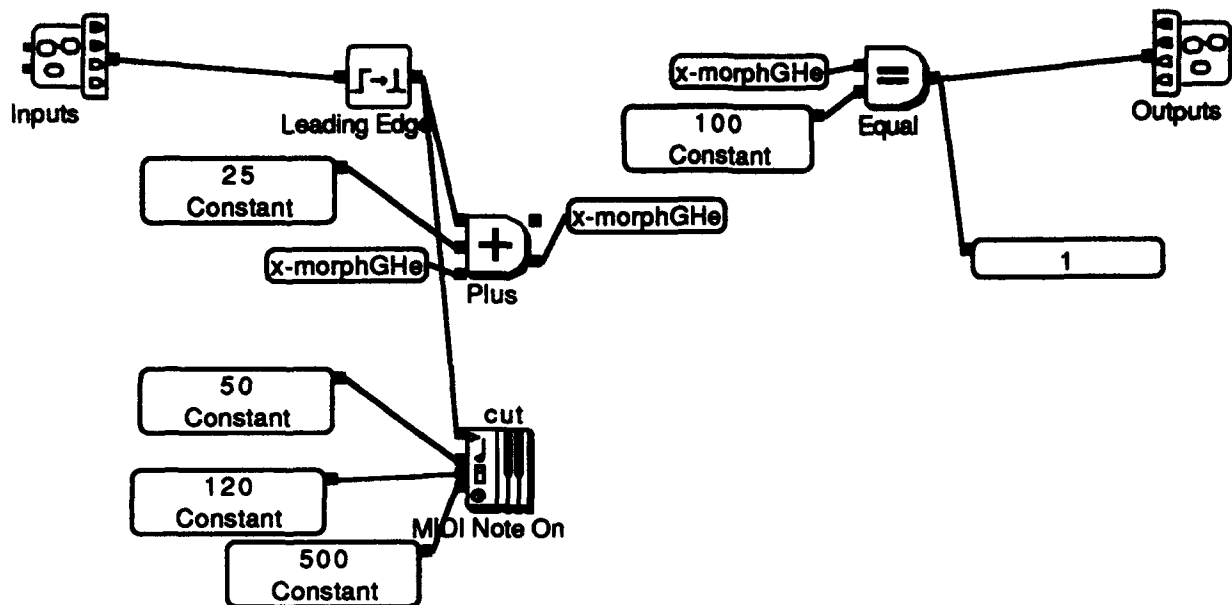 Inputs
Leading Edge
x-morphGHe
100
Constant
Equal
Outputs
25
Constant
x-morphGHe
x-morphGHe
Plus
1
50
Constant
cut
120
Constant
MIDI Note On
500
Constant